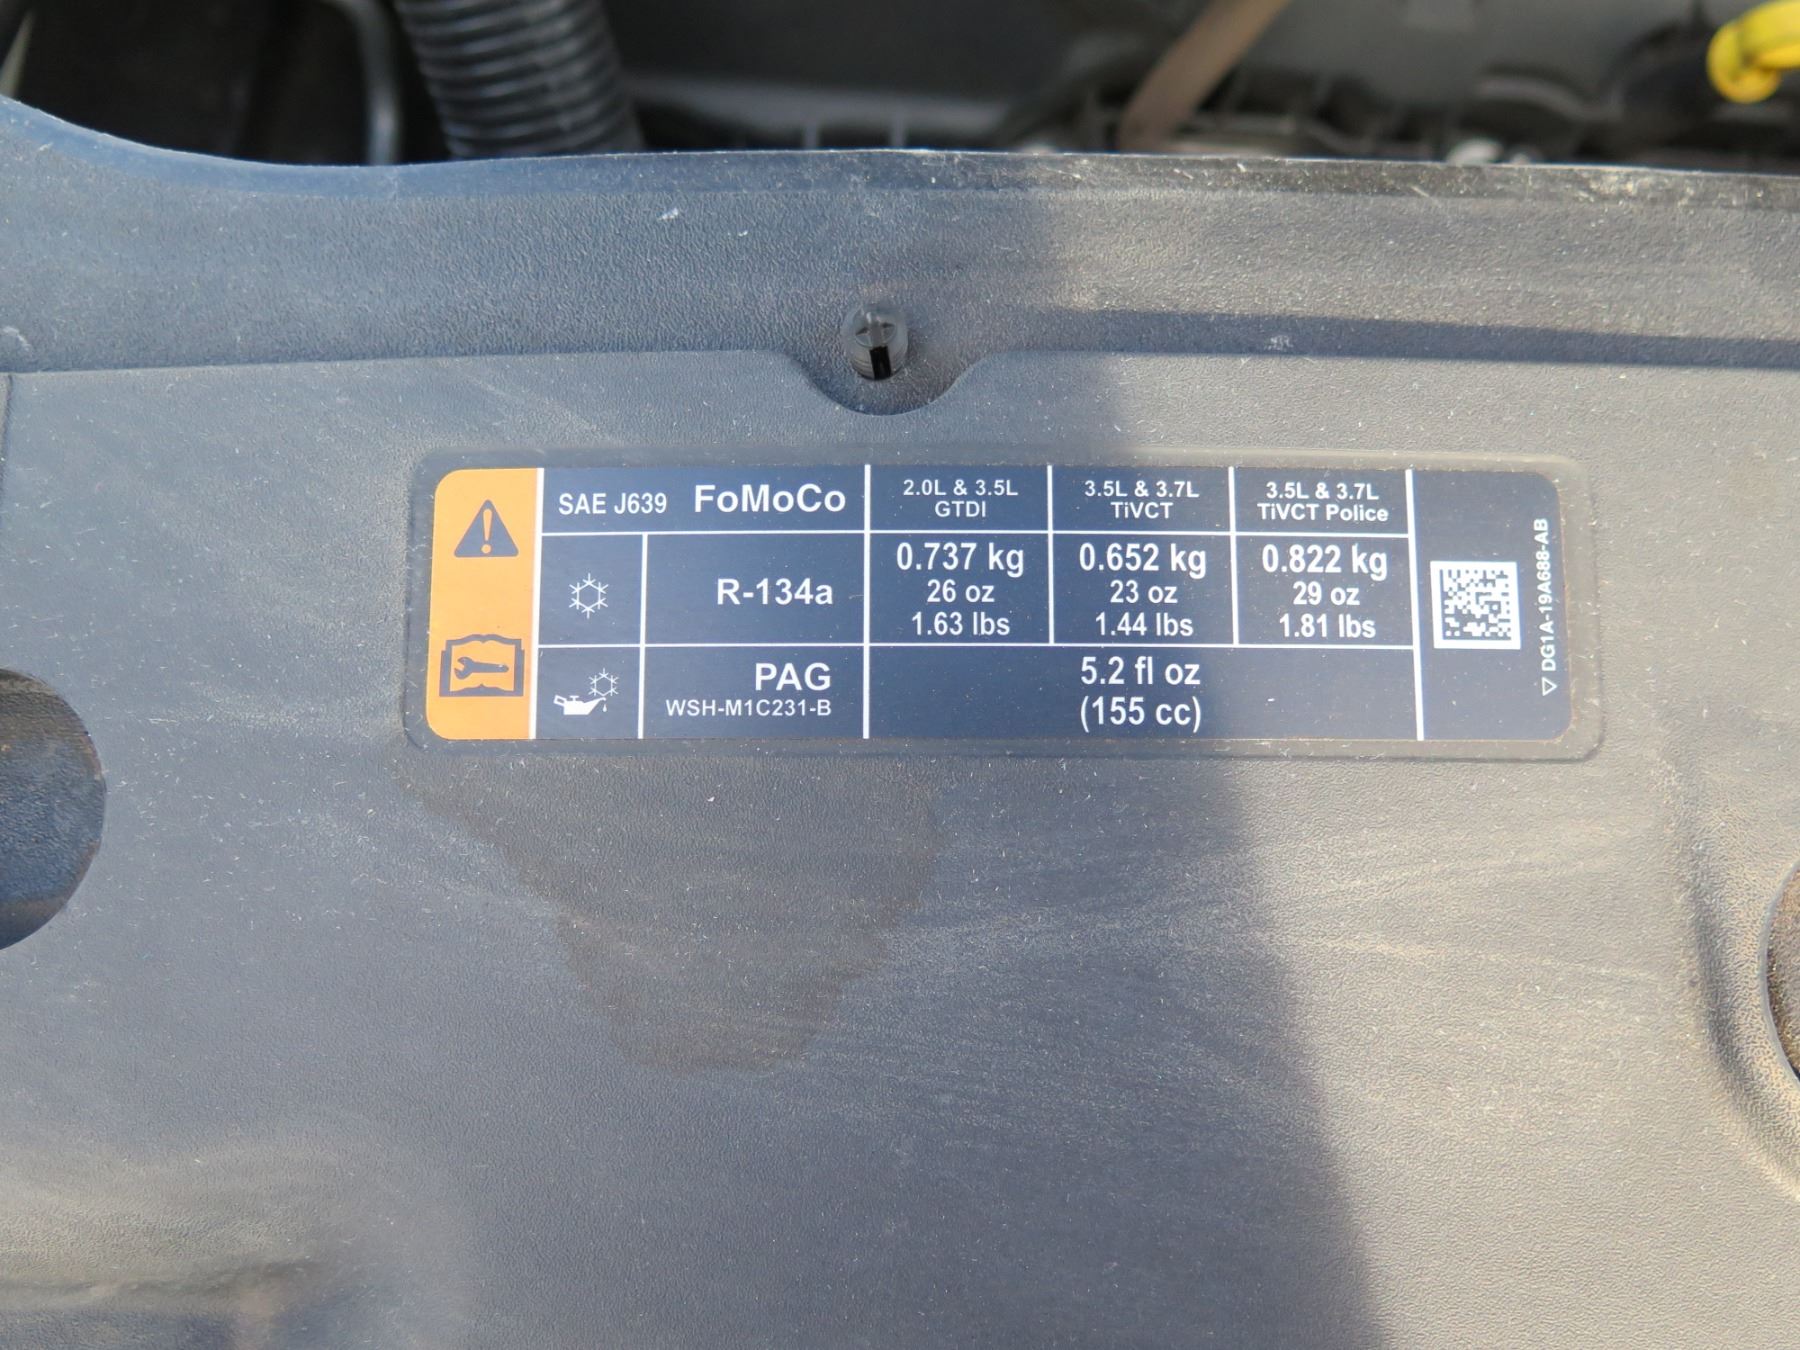 SAE J639 FoMoCo
2.0L & 3.5L
GTDI
3.5L & 3.7L
TiVCT
3.5L & 3.7L
TiVCT Police
R-134a
0.737 kg
26 oz
1.63 lbs
0.652 kg
23 oz
1.44 lbs
0.822 kg
29 oz
1.81 lbs
PAG
WSH-M1C231-B
5.2 fl oz
(155 cc)
DG1A-19A688-AB